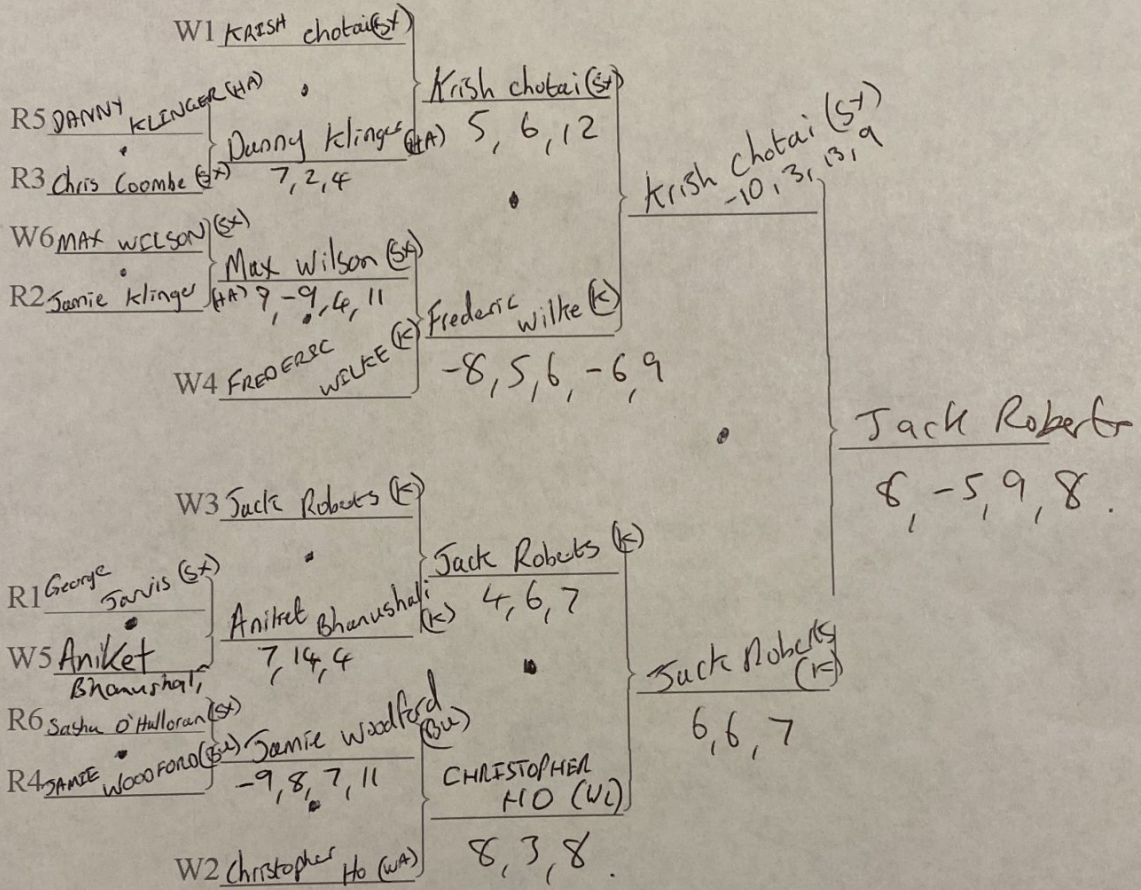 W1 KRISH chotai (sx)
Krish chotai (sx)
5, 6, 12
R5 DANNY
KLINGER (HA)
Danny Klinger (HA)
7, 2, 4
R3 Chris Coombe (sx)
Krish chotai (sx)
-10, 3, 13, 9
W6 MAX WILSON (sx)
Max Wilson (sx)
R2 Jamie Klinger (HA)
9, -9, 4, 11
Frederic
Wilke (K)
-8, 5, 6, -6, 9
W4 FREDERIC
WILKE (K)
Jack Roberts
8, -5, 9, 8.
W3 Jack Roberts (K)
Jack Roberts (K)
4, 6, 7
R1 George
Jarvis (sx)
Aniket Bhanushali
(K)
7, 14, 4
W5 Aniket
Bhanushali
Jack Roberts
(K)
6, 6, 7
R6 Sasha O'Halloran (sx)
Jamie Woodford
(BU)
-9, 8, 7, 11
R4 JAMIE
WOODFORD (BU)
CHRISTOPHER
HO (WL)
8, 3, 8.
W2 Christopher Ho (WA)